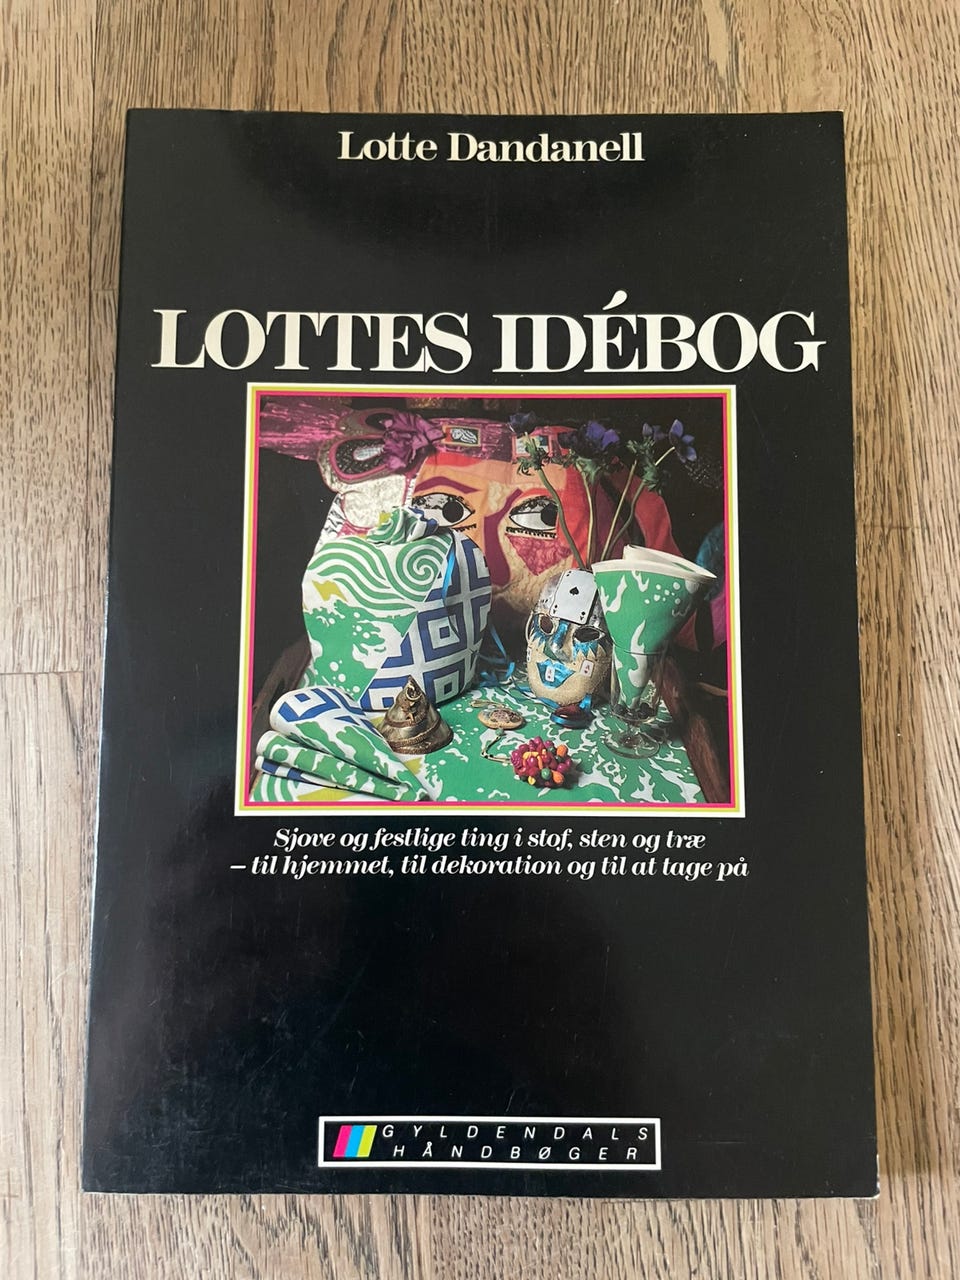 Lotte Dandanell
LOTTES IDÉBOG
Sjove og festlige ting i stof, sten og træ
– til hjemmet, til dekoration og til at tage på
GYLDENDALS
HÅNDBØGER